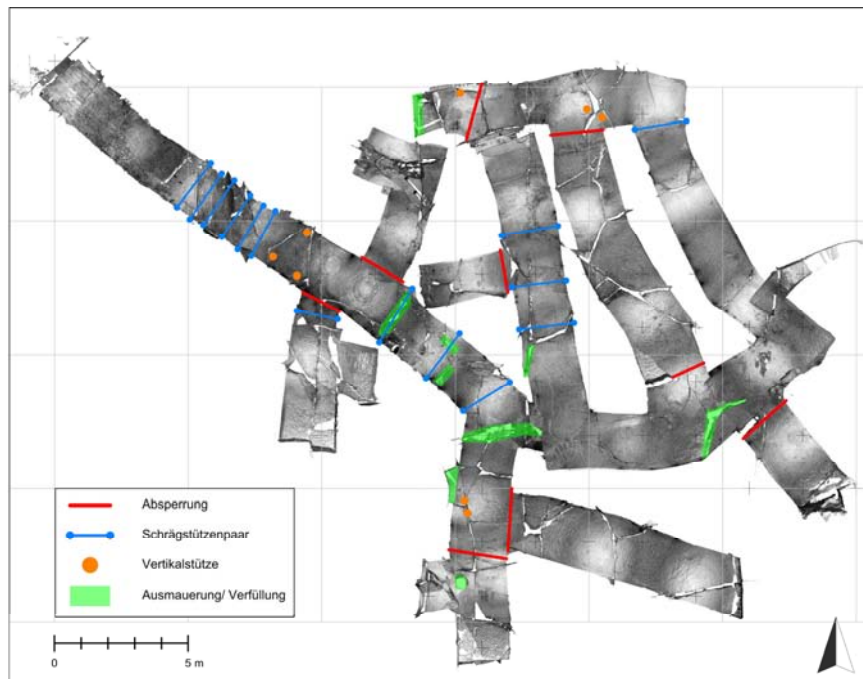 Absperrung
Schrägstützenpaar
Vertikalstütze
Ausmauerung/ Verfüllung
0
5 m